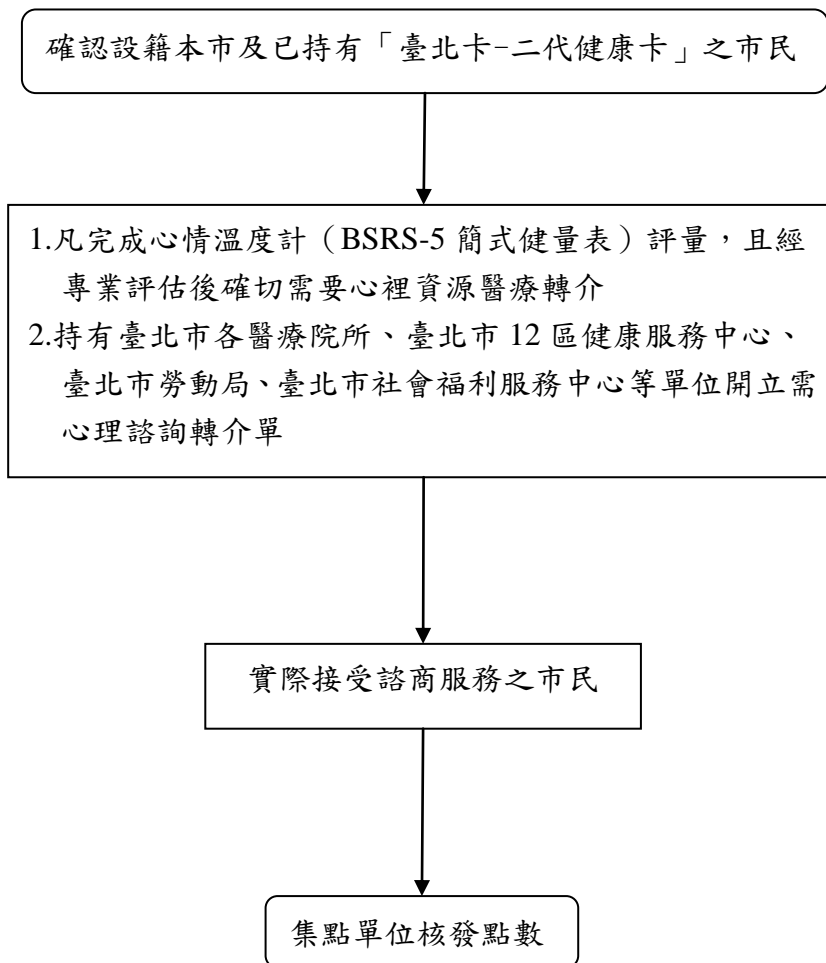 確認設籍本市及已持有「臺北卡-二代健康卡」之市民
1.凡完成心情溫度計（BSRS-5 簡式健量表）評量，且經
專業評估後確切需要心裡資源醫療轉介
2.持有臺北市各醫療院所、臺北市 12 區健康服務中心、
臺北市勞動局、臺北市社會福利服務中心等單位開立需
心理諮詢轉介單
實際接受諮商服務之市民
集點單位核發點數